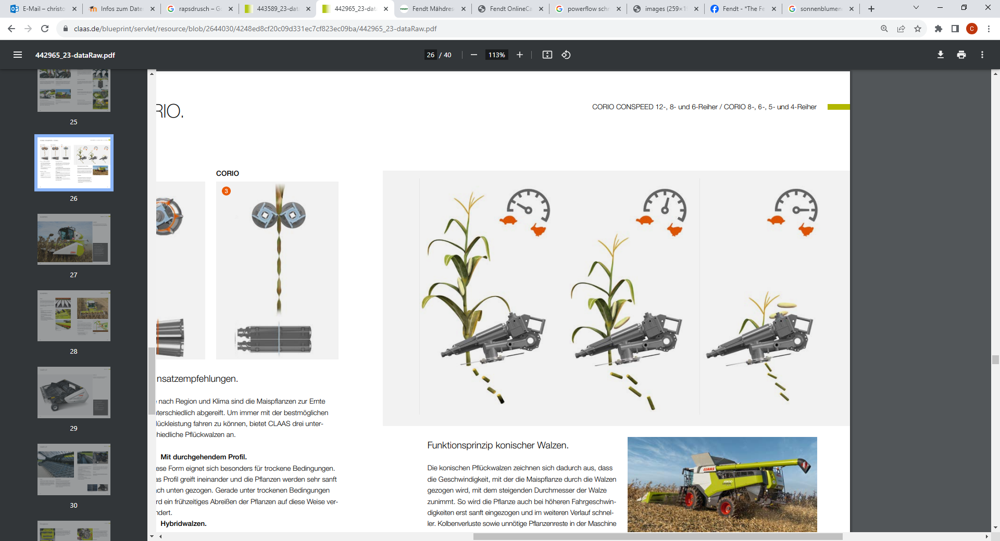 E-Mail – christo
Infos zum Date
rapsdrusch – G
443589_23-dat
442965_23-dat
Fendt Mähdres
Fendt OnlineCa
powerflow schn
images (259×1
Fendt - *The Fe
sonnenblumen
claas.de/blueprint/servlet/resource/blob/2644030/4248ed8cf20c09d331ec7cf823ec09ba/442965_23-dataRaw.pdf
C
442965_23-dataRaw.pdf
26 / 40
113%
25
26
27
28
29
30
RIO.
CORIO CONSPEED 12-, 8- und 6-Reiher / CORIO 8-, 6-, 5- und 4-Reiher
CORIO
3
nsatzempfehlungen.
nach Region und Klima sind die Maispflanzen zur Ernte
nterschiedlich abgereift. Um immer mit der bestmöglichen
lückleistung fahren zu können, bietet CLAAS drei unter-
hiedliche Pflückwalzen an.
Mit durchgehendem Profil.
ese Form eignet sich besonders für trockene Bedingungen.
as Profil greift ineinander und die Pflanzen werden sehr sanft
ach unten gezogen. Gerade unter trockenen Bedingungen
rd ein frühzeitiges Abreißen der Pflanzen auf diese Weise ver-
ndert.
Hybridwalzen.
Funktionsprinzip konischer Walzen.
Die konischen Pflückwalzen zeichnen sich dadurch aus, dass
die Geschwindigkeit, mit der die Maispflanze durch die Walzen
gezogen wird, mit dem steigenden Durchmesser der Walze
zunimmt. So wird die Pflanze auch bei höheren Fahrgeschwin-
digkeiten erst sanft eingezogen und im weiteren Verlauf schnel-
ler. Kolbenverluste sowie unnötige Pflanzenreste in der Maschine
CLAAS